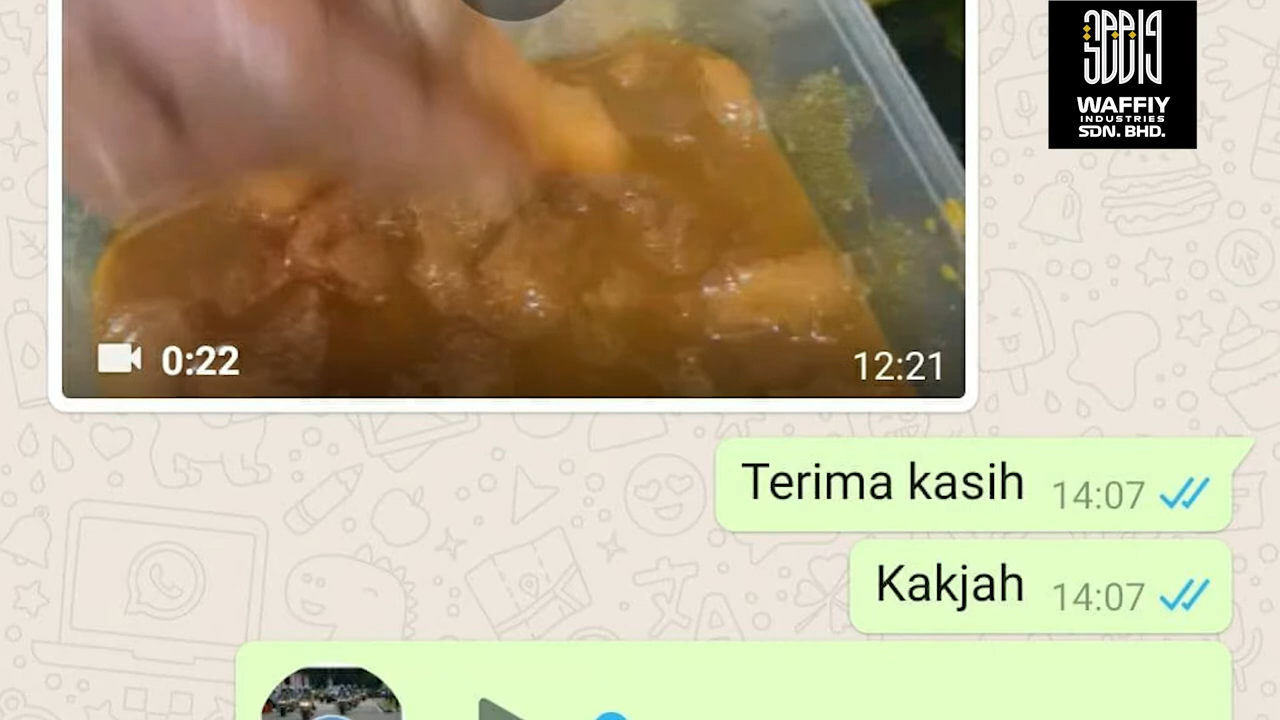 WAFFIY
INDUSTRIES
SDN. BHD.
0:22
12:21
Terima kasih 14:07
Kakjah 14:07